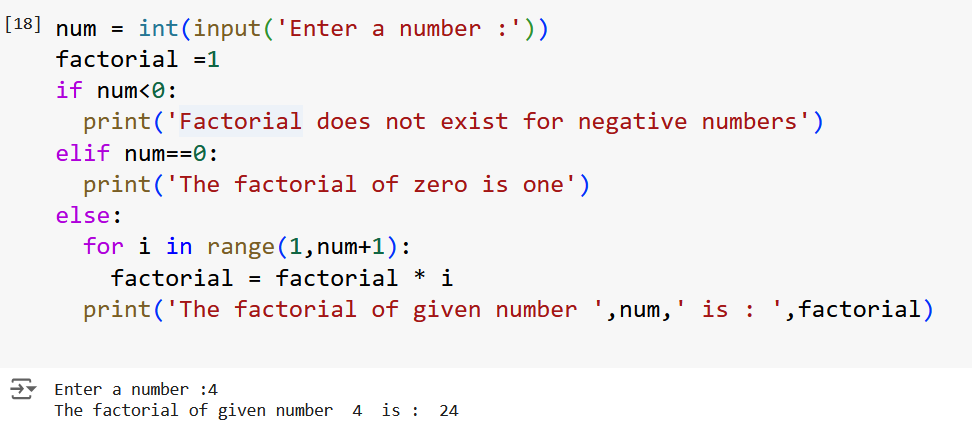 [18] num = int(input('Enter a number :'))
factorial =1
if num<0:
  print('Factorial does not exist for negative numbers')
elif num==0:
  print('The factorial of zero is one')
else:
  for i in range(1,num+1):
    factorial = factorial * i
  print('The factorial of given number ',num,' is : ',factorial)
Enter a number :4
The factorial of given number  4  is :  24